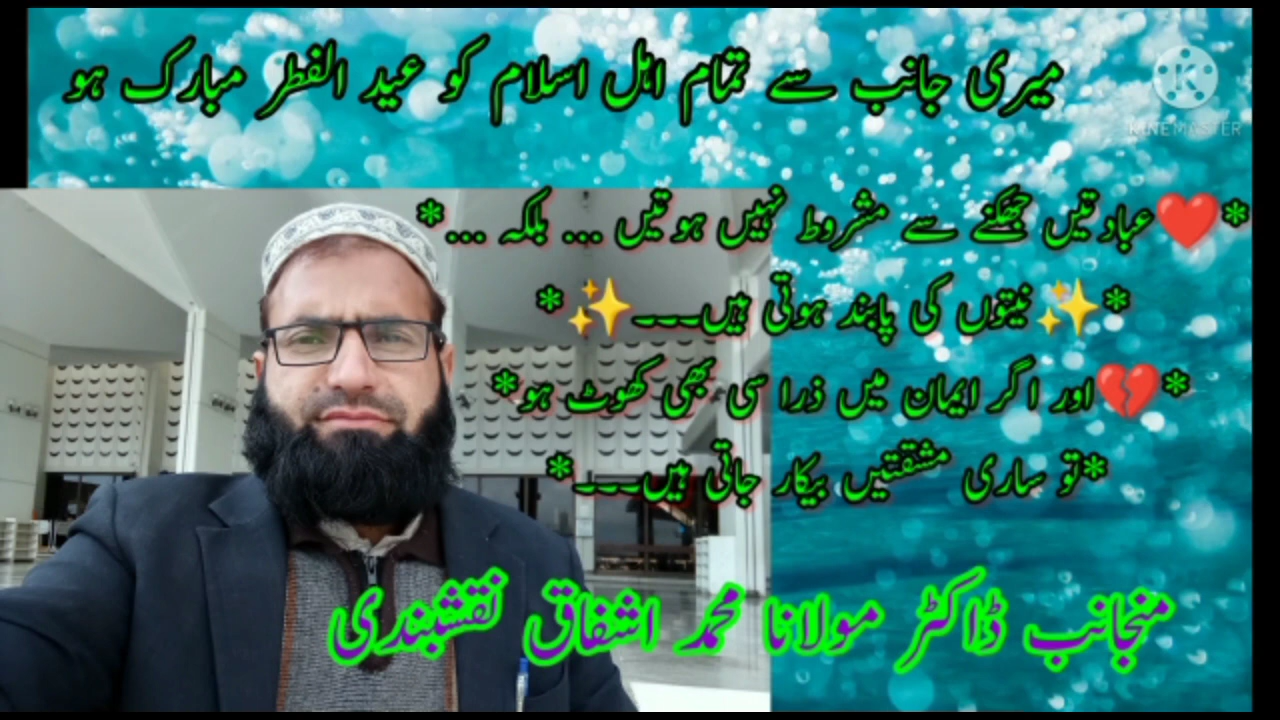 میری جانب سے تمام اہل اسلام کو عید الفطر مبارک ہو
KINEMASTER
*❤️عبادتیں جھکنے سے مشروط نہیں ہوتیں ... بلکہ ...*
*✨نیتوں کی پابند ہوتی ہیں۔۔۔✨*
*💔اور اگر ایمان میں ذرا سی بھی کھوٹ ہو*
*تو ساری مشقتیں بیکار جاتی ہیں۔۔۔*
منجانب ڈاکٹر مولانا محمد اشفاق نقشبندی